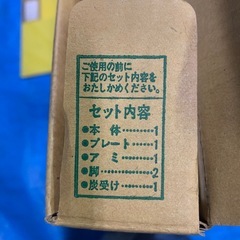 ご使用の前に
下記のセット内容を
おたしかめください。
セット内容
●本体………1
●プレート……1
●アミ…………1
●脚……………2
●炭受け………1